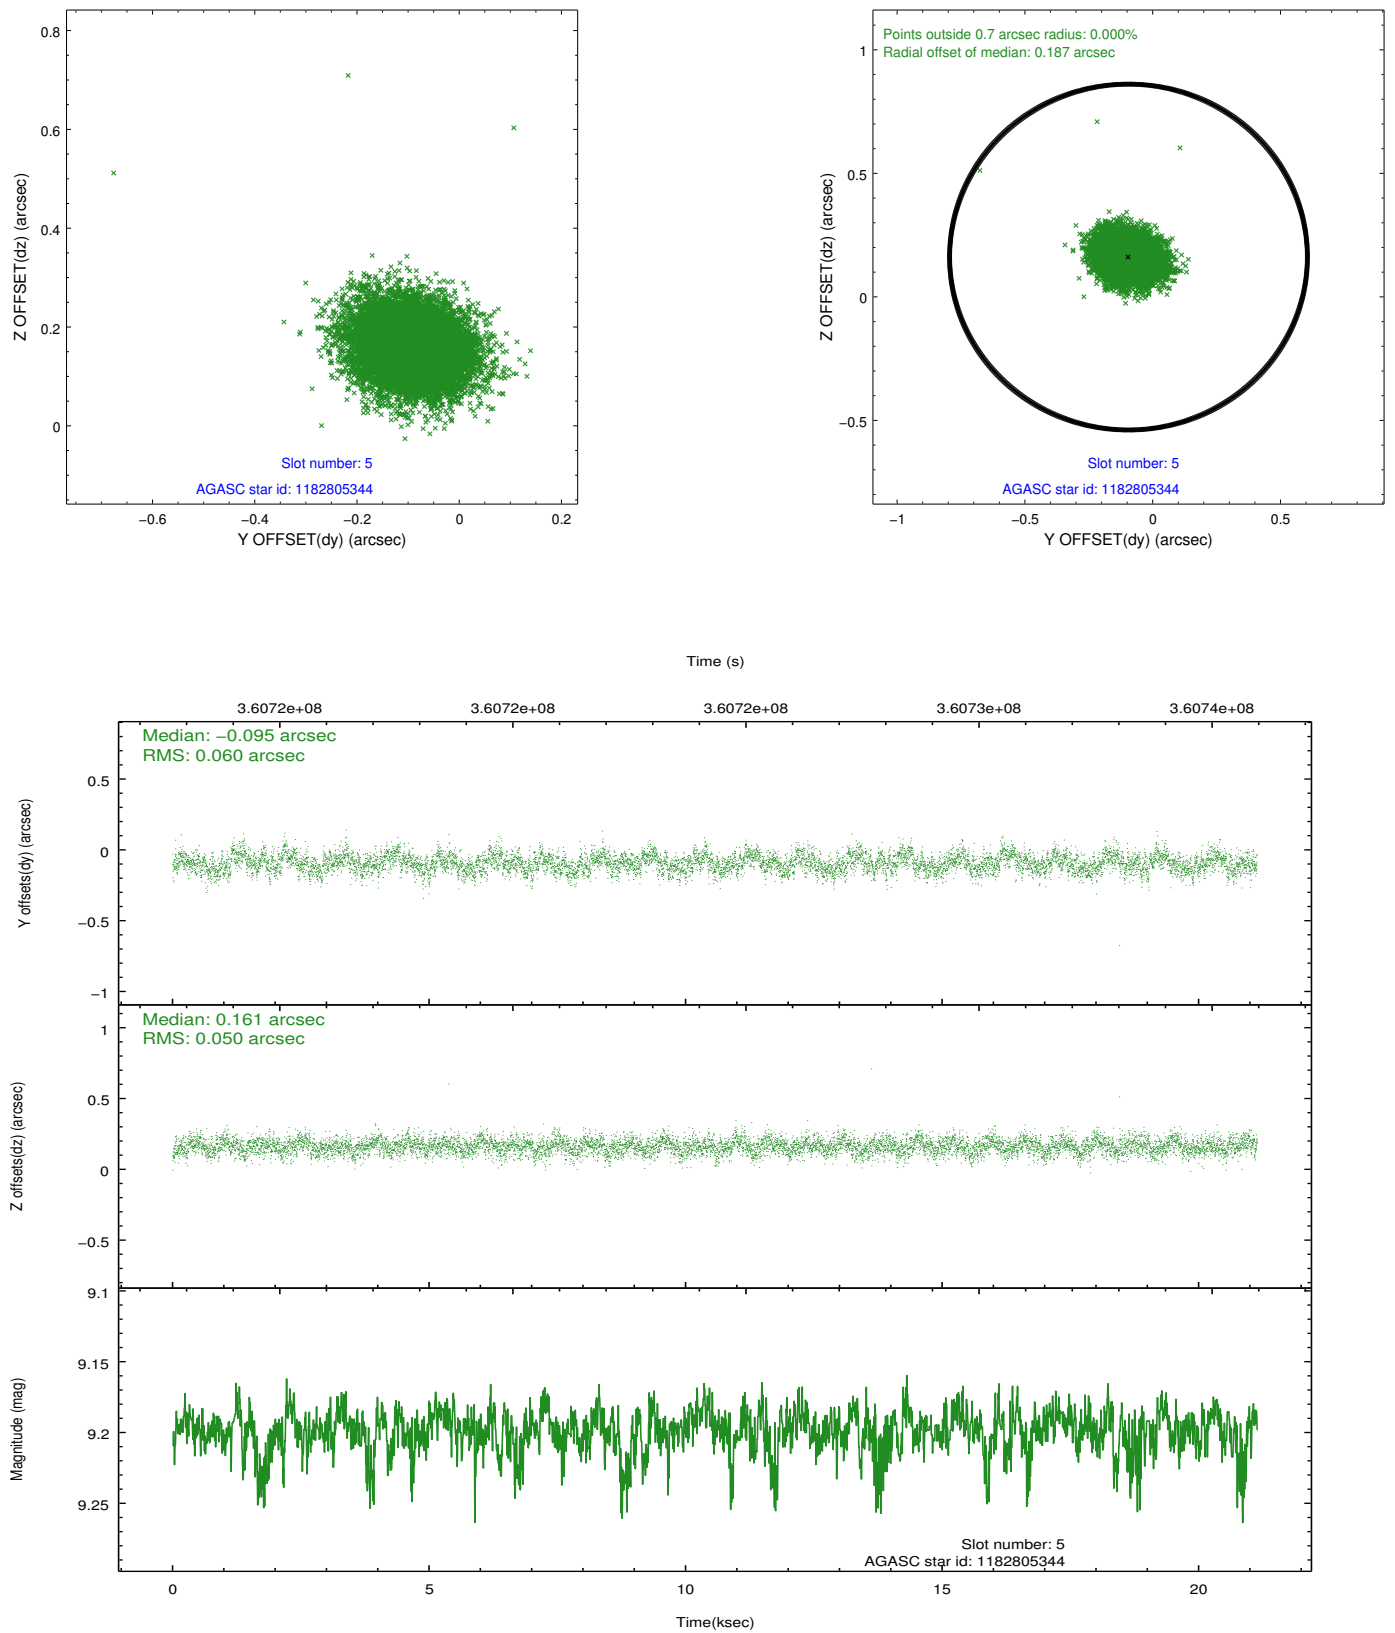 0.8
0.6
0.4
0.2
0
Z OFFSET(dz) (arcsec)
Slot number: 5
AGASC star id: 1182805344
−0.6 −0.4 −0.2 0 0.2
Y OFFSET(dy) (arcsec)
Points outside 0.7 arcsec radius: 0.000%
Radial offset of median: 0.187 arcsec
1
0.5
0
−0.5
Z OFFSET(dz) (arcsec)
Slot number: 5
AGASC star id: 1182805344
−1 −0.5 0 0.5
Y OFFSET(dy) (arcsec)
Time (s)
3.6072e+08 3.6072e+08 3.6072e+08 3.6073e+08 3.6074e+08
Median: −0.095 arcsec
RMS: 0.060 arcsec
0.5
0
−0.5
−1
Y offsets(dy) (arcsec)
Median: 0.161 arcsec
RMS: 0.050 arcsec
1
0.5
0
−0.5
Z offsets(dz) (arcsec)
9.1
9.15
9.2
9.25
Magnitude (mag)
Slot number: 5
AGASC star id: 1182805344
0 5 10 15 20
Time(ksec)